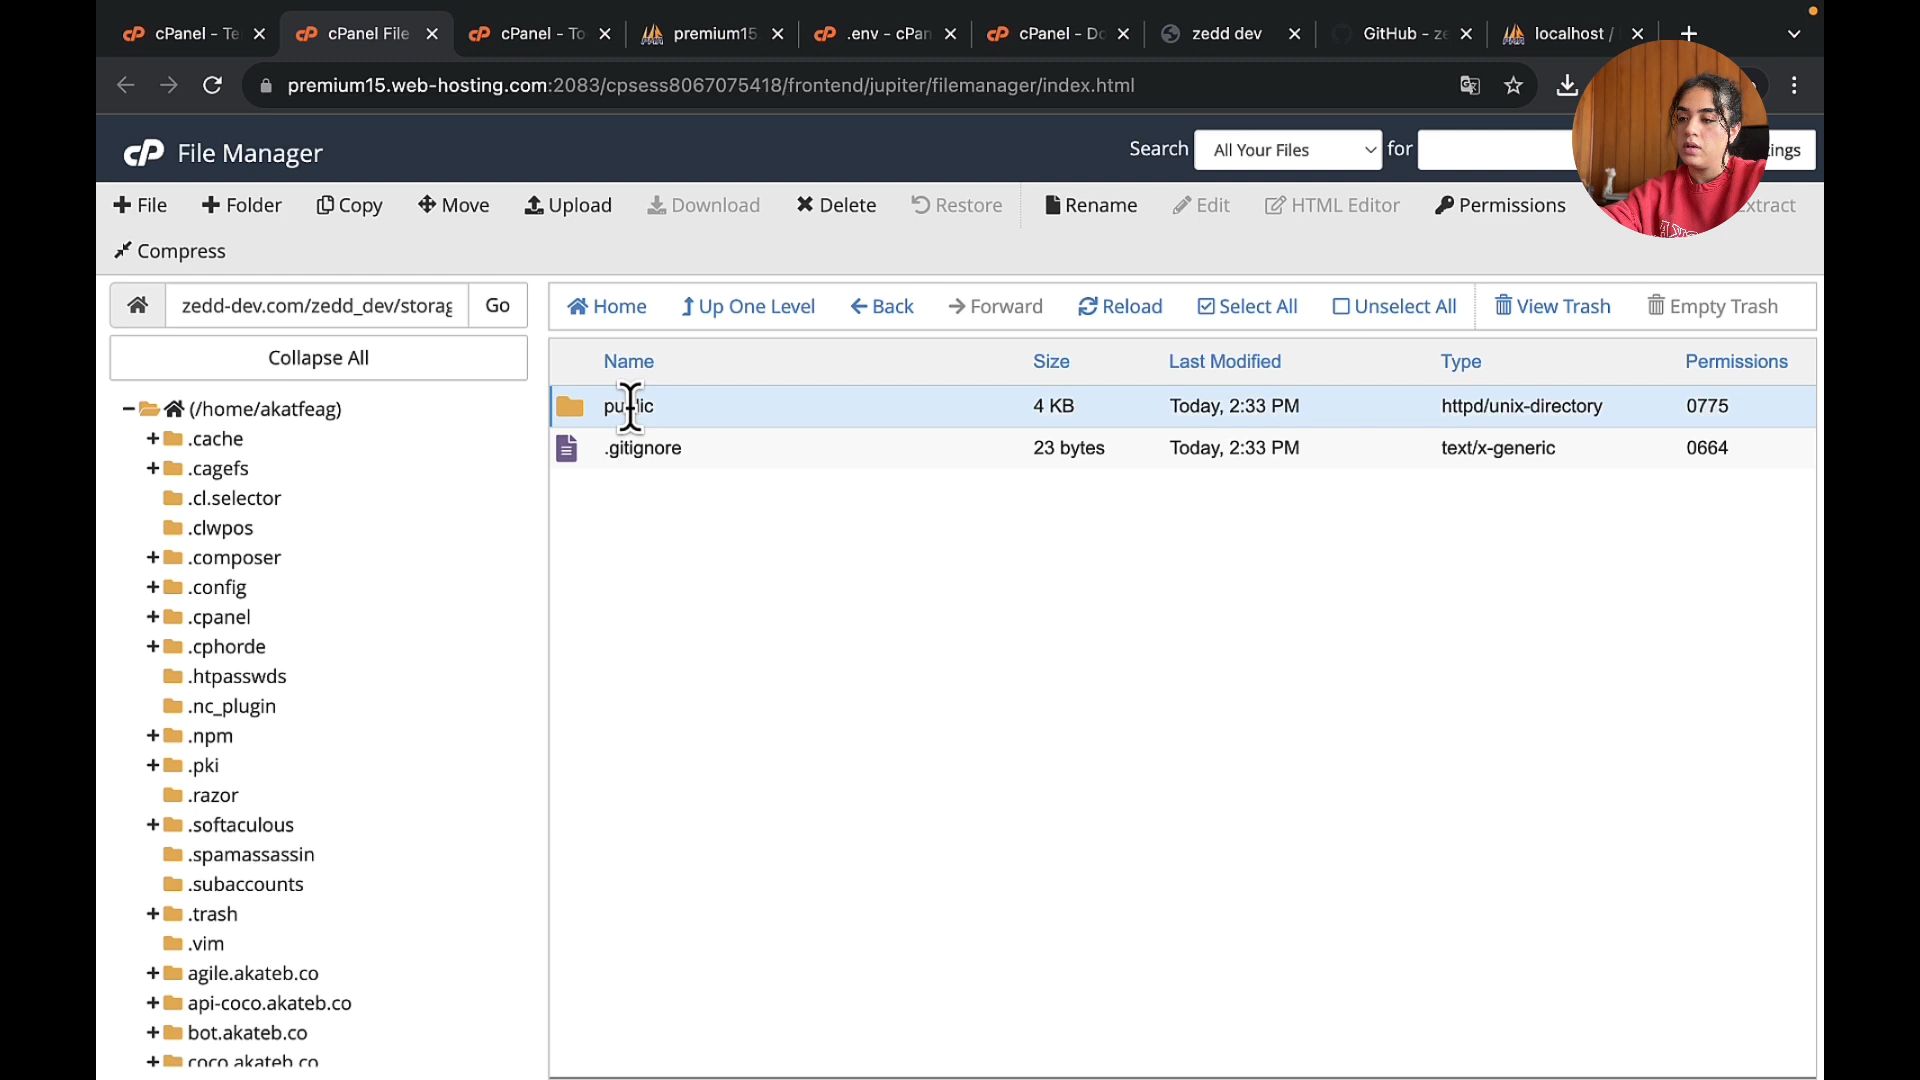 cPanel - Te
cPanel File
cPanel - To
premium15.
.env - cPan
cPanel - Do
zedd dev
GitHub - ze
localhost /
premium15.web-hosting.com:2083/cpsess8067075418/frontend/jupiter/filemanager/index.html
cP File Manager
Search All Your Files for
File
Folder
Copy
Move
Upload
Download
Delete
Restore
Rename
Edit
HTML Editor
Permissions
Compress
zedd-dev.com/zedd_dev/storag Go
Home
Up One Level
Back
Forward
Reload
Select All
Unselect All
View Trash
Empty Trash
Collapse All
Name Size Last Modified Type Permissions
public 4 KB Today, 2:33 PM httpd/unix-directory 0775
.gitignore 23 bytes Today, 2:33 PM text/x-generic 0664
(/home/akatfeag)
.cache
.cagefs
.cl.selector
.clwpos
.composer
.config
.cpanel
.cphorde
.htpasswds
.nc_plugin
.npm
.pki
.razor
.softaculous
.spamassassin
.subaccounts
.trash
.vim
agile.akateb.co
api-coco.akateb.co
bot.akateb.co
coco.akateb.co